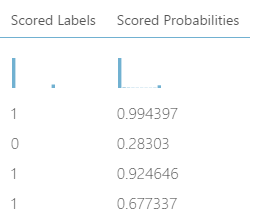 Scored Labels Scored Probabilities
1 0.994397
0 0.28303
1 0.924646
1 0.677337